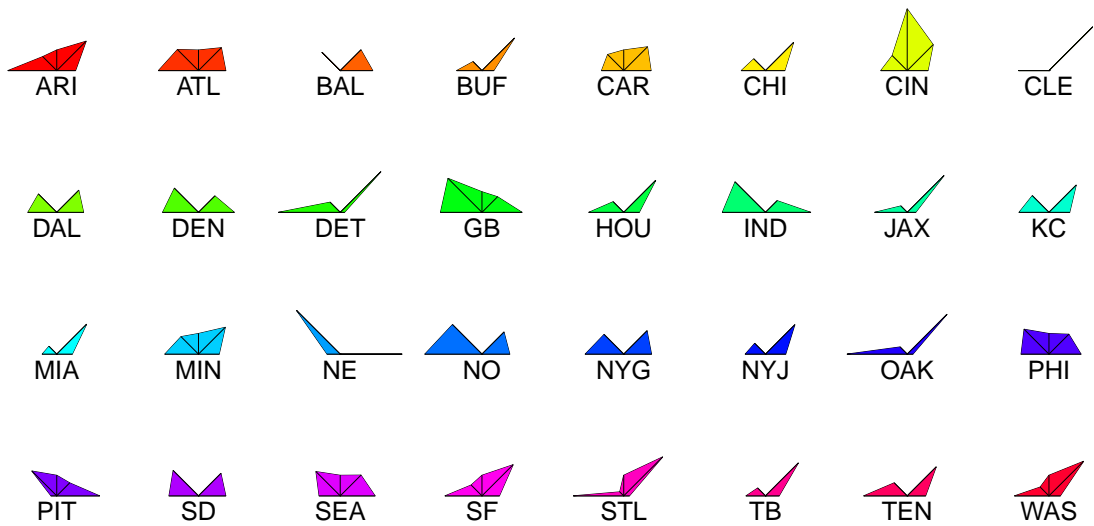 ARI ATL BAL BUF CAR CHI CIN CLE
DAL DEN DET GB HOU IND JAX KC
MIA MIN NE NO NYG NYJ OAK PHI
PIT SD SEA SF STL TB TEN WAS